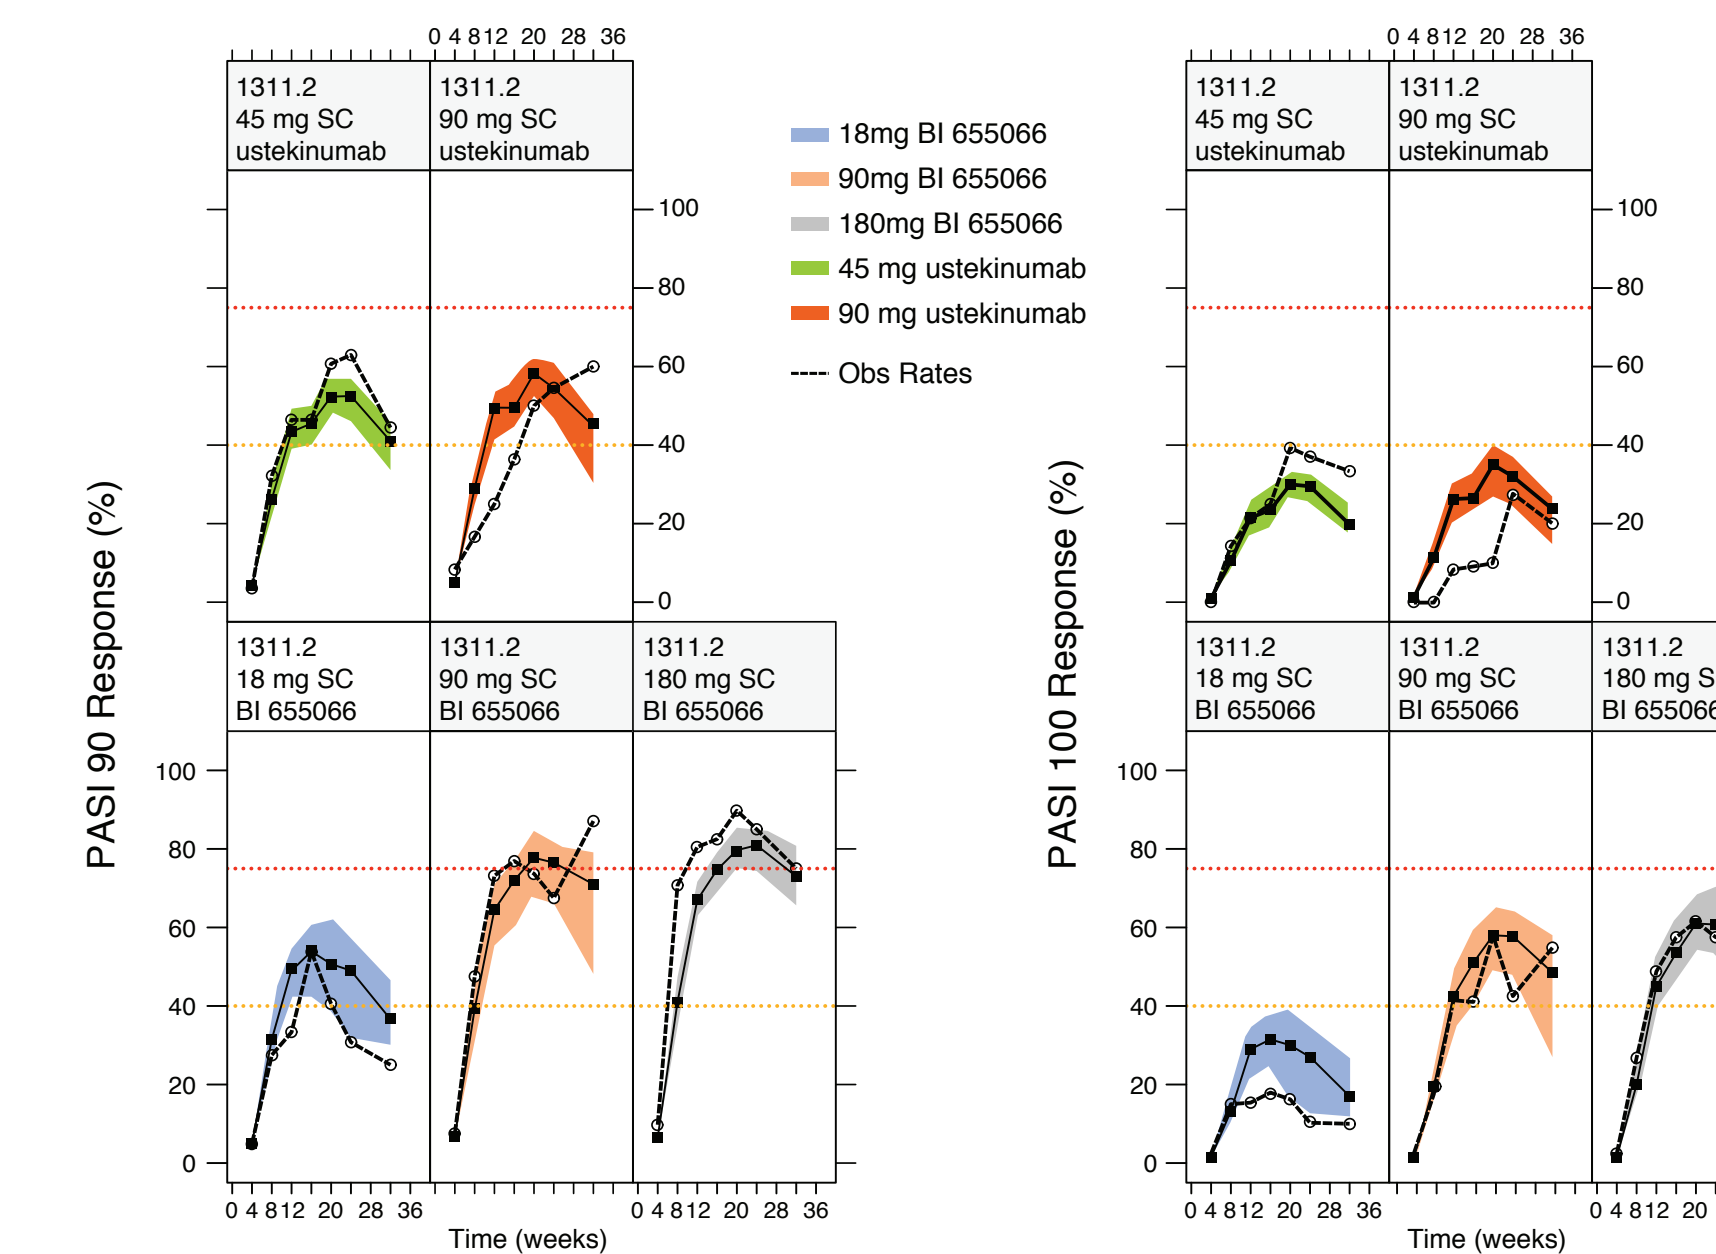 0 4 8 12 20 28 36
0 4 8 12 20 28 36
1311.2
45 mg SC
ustekinumab
1311.2
90 mg SC
ustekinumab
18mg BI 655066
90mg BI 655066
180mg BI 655066
45 mg ustekinumab
90 mg ustekinumab
Obs Rates
1311.2
45 mg SC
ustekinumab
1311.2
90 mg SC
ustekinumab
100
80
60
40
20
0
100
80
60
40
20
0
PASI 90 Response (%)
1311.2
18 mg SC
BI 655066
1311.2
90 mg SC
BI 655066
1311.2
180 mg SC
BI 655066
100
80
60
40
20
0
0 4 8 12 20 28 36
0 4 8 12 20 28 36
Time (weeks)
PASI 100 Response (%)
1311.2
18 mg SC
BI 655066
1311.2
90 mg SC
BI 655066
1311.2
180 mg S
BI 655066
100
80
60
40
20
0
0 4 8 12 20 28 36
0 4 8 12 20
Time (weeks)